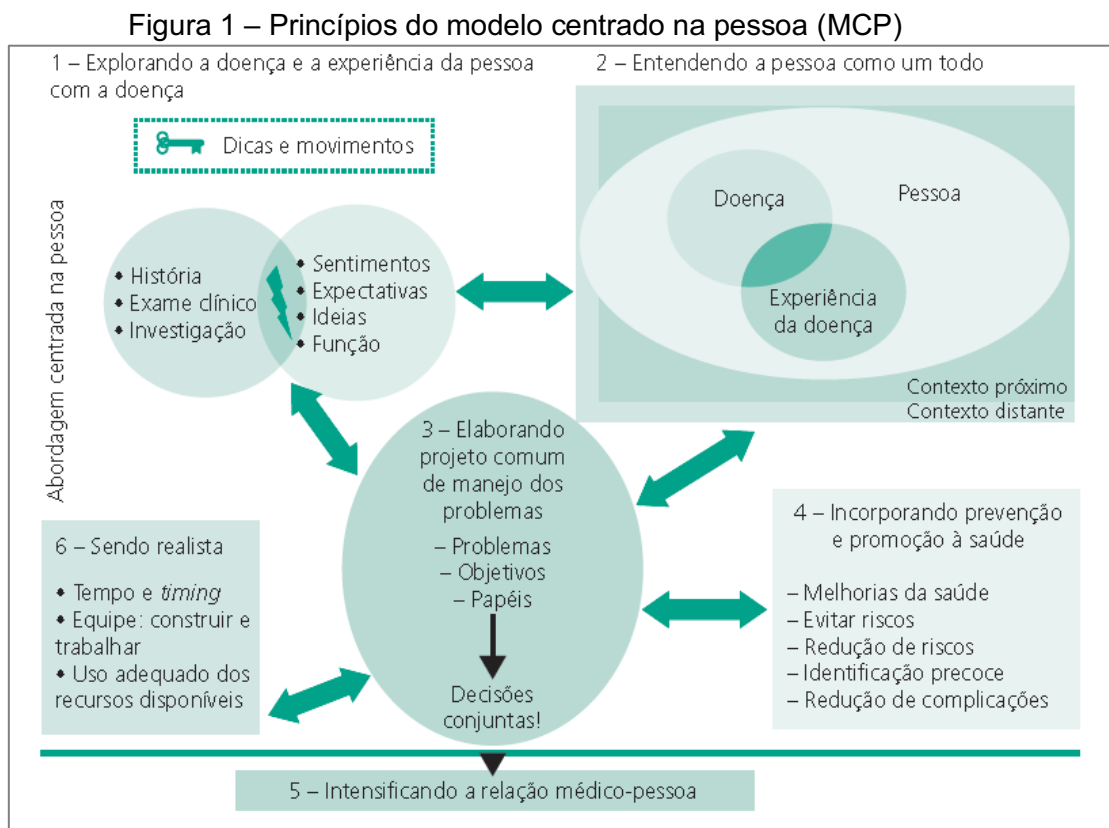 Figura 1 – Princípios do modelo centrado na pessoa (MCP)
1 – Explorando a doença e a experiência da pessoa
com a doença
Dicas e movimentos
• História
• Exame clínico
• Investigação
• Sentimentos
• Expectativas
• Ideias
• Função
2 – Entendendo a pessoa como um todo
Doença
Pessoa
Experiência
da doença
Contexto próximo
Contexto distante
Abordagem centrada na pessoa
3 – Elaborando
projeto comum
de manejo dos
problemas
– Problemas
– Objetivos
– Papéis
Decisões
conjuntas!
4 – Incorporando prevenção
e promoção à saúde
– Melhorias da saúde
– Evitar riscos
– Redução de riscos
– Identificação precoce
– Redução de complicações
6 – Sendo realista
• Tempo e timing
• Equipe: construir e
trabalhar
• Uso adequado dos
recursos disponíveis
5 – Intensificando a relação médico-pessoa